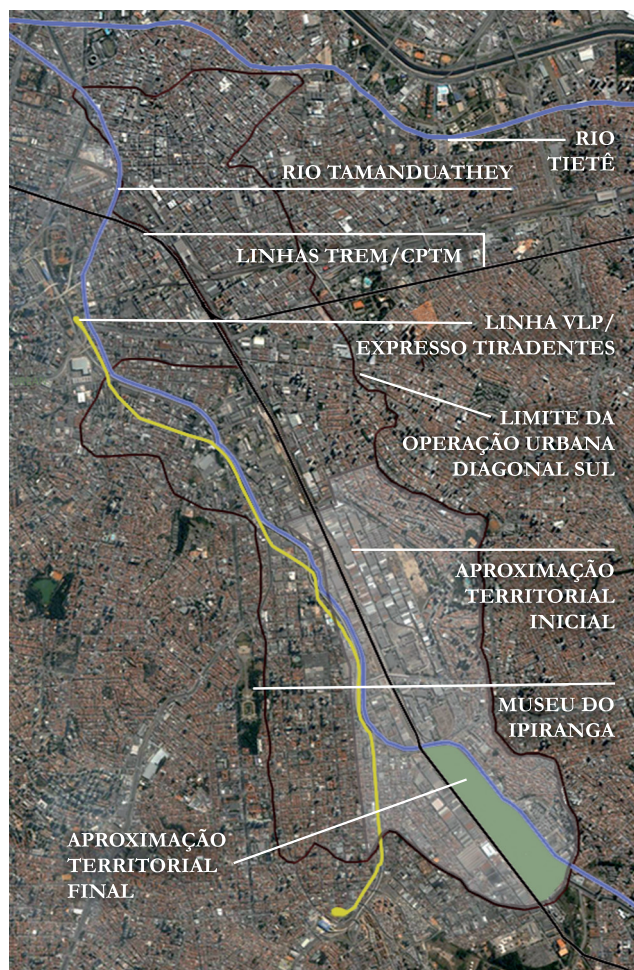 RIO
TIETÊ
RIO TAMANDUATHEY
LINHAS TREM/CPTM
LINHA VLP/
EXPRESSO TIRADENTES
LIMITE DA
OPERAÇÃO URBANA
DIAGONAL SUL
APROXIMAÇÃO
TERRITORIAL
INICIAL
MUSEU DO
IPIRANGA
APROXIMAÇÃO
TERRITORIAL
FINAL